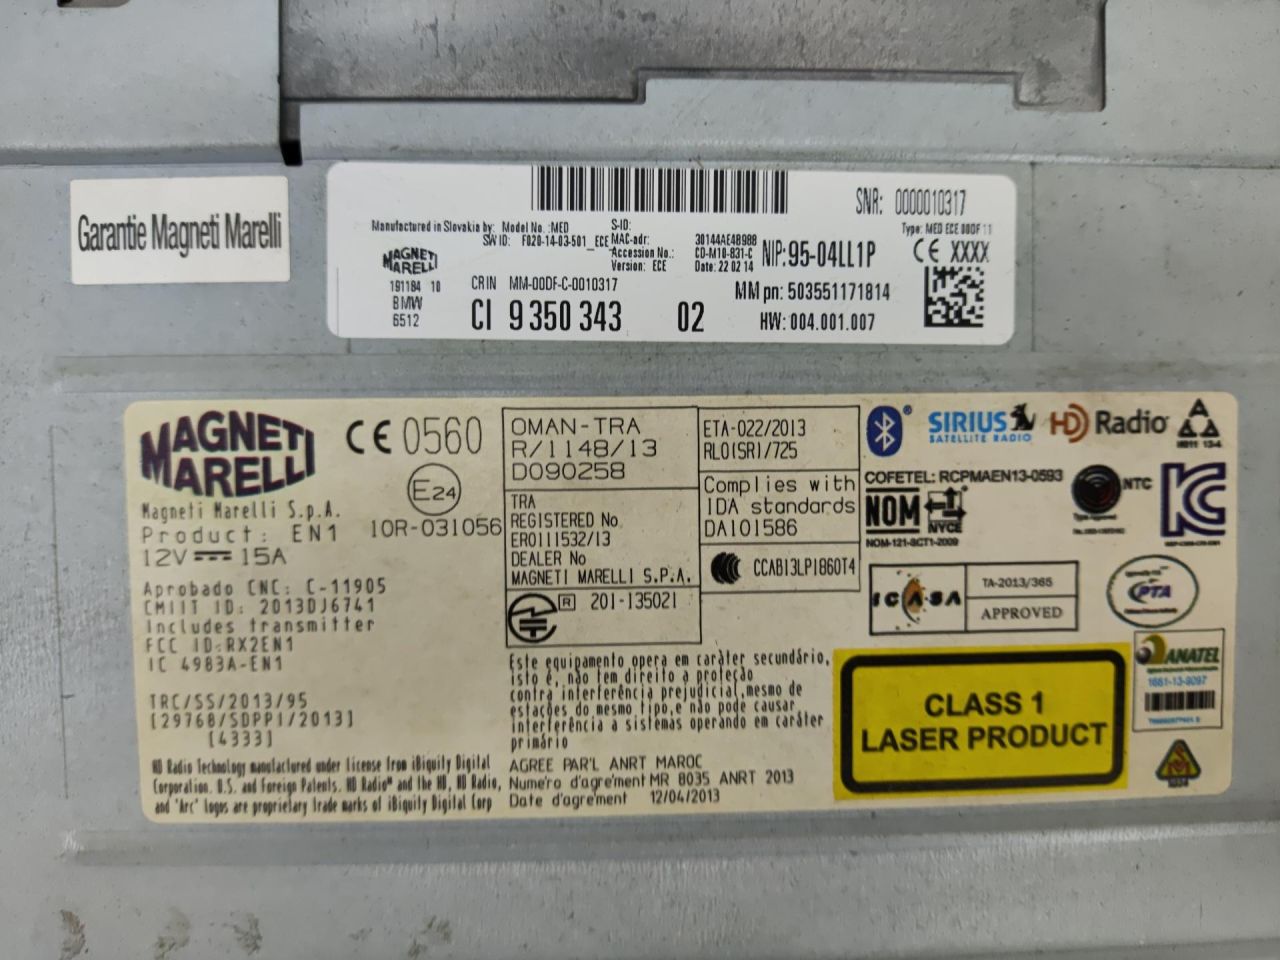 Garantie Magneti Marelli
SNR: 0000010317
Manufactured in Slovakia by: Model No.:MED S-ID:
Type: MED ECE 00DF 11
SW ID: F020-14-03-501_ECE MAC-adr: 30144AE48988
MAGNETI MARELLI
Accession No.: CD-M10-831-C
NIP:95-04LL1P
CE XXXX
Version: ECE Date: 22 02 14
191184 10
CRIN MM-00DF-C-0010317
MM pn: 503551171814
BMW
6512
CI 9 350 343 02
HW: 004.001.007
MAGNETI
MARELLI
CE 0560
E24
10R-031056
Magneti Marelli S.p.A.
Product: EN1
12V 15A
Aprobado CNC: C-11905
CMIIT ID: 2013DJ6741
Includes transmitter
FCC ID:RX2EN1
IC 4983A-EN1
TRC/SS/2013/95
[29768/SDPPI/2013]
[4333]
HD Radio Technology manufactured under license from iBiquity Digital
Corporation. U.S. and Foreign Patents. HD Radio™ and the HD, HD Radio,
and 'Arc' logos are proprietary trade marks of iBiquity Digital Corp
OMAN-TRA
R/1148/13
D090258
TRA
REGISTERED No
ER0111532/13
DEALER No
MAGNETI MARELLI S.P.A.
R 201-135021
ETA-022/2013
RLO(SR)/725
Complies with
IDA standards
DA101586
CCAB13LP1860T4
Este equipamento opera em caráter secundário,
isto é, não tem direito a proteção
contra interferência prejudicial,mesmo de
estações do mesmo tipo,e não pode causar
interferência a sistemas operando em caráter
primário
AGREE PAR'L ANRT MAROC
Numero d'agrement MR 8035 ANRT 2013
Date d'agrement 12/04/2013
SIRIUS
SATELLITE RADIO
HD Radio
COFETEL: RCPMAEN13-0593
NOM
NYCE
NOM-121-SCT1-2009
NTC
Type Approved
ICASA
TA-2013/365
APPROVED
PTA
CLASS 1
LASER PRODUCT
ANATEL
1681-13-9097